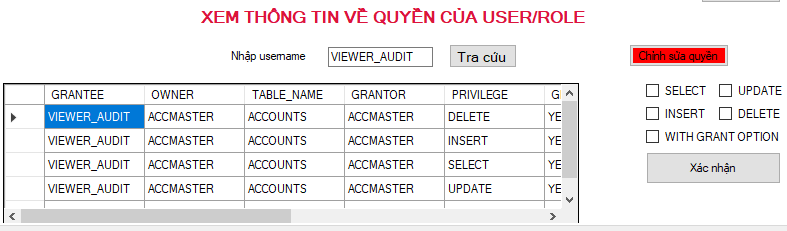 XEM THÔNG TIN VỀ QUYỀN CỦA USER/ROLE
Nhập username VIEWER_AUDIT Tra cứu Chỉnh sửa quyền
GRANTEE OWNER TABLE_NAME GRANTOR PRIVILEGE
VIEWER_AUDIT ACCMASTER ACCOUNTS ACCMASTER DELETE YE
VIEWER_AUDIT ACCMASTER ACCOUNTS ACCMASTER INSERT YE
VIEWER_AUDIT ACCMASTER ACCOUNTS ACCMASTER SELECT YE
VIEWER_AUDIT ACCMASTER ACCOUNTS ACCMASTER UPDATE YE
SELECT UPDATE
INSERT DELETE
WITH GRANT OPTION
Xác nhận